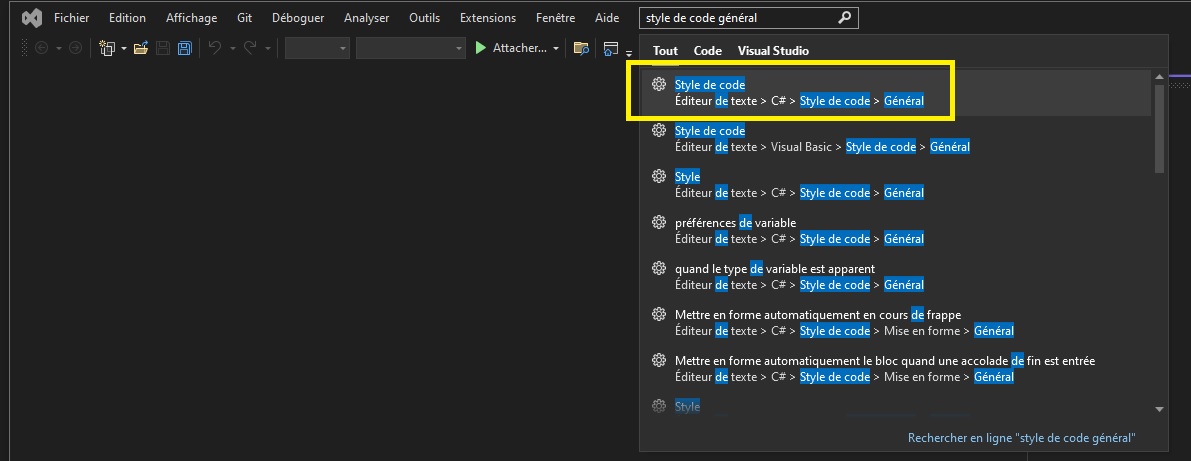 Fichier Edition Affichage Git Déboguer Analyser Outils Extensions Fenêtre Aide style de code général
Attacher...
Tout Code Visual Studio
Style de code
Éditeur de texte > C# > Style de code > Général
Style de code
Éditeur de texte > Visual Basic > Style de code > Général
Style
Éditeur de texte > C# > Style de code > Général
préférences de variable
Éditeur de texte > C# > Style de code > Général
quand le type de variable est apparent
Éditeur de texte > C# > Style de code > Général
Mettre en forme automatiquement en cours de frappe
Éditeur de texte > C# > Style de code > Mise en forme > Général
Mettre en forme automatiquement le bloc quand une accolade de fin est entrée
Éditeur de texte > C# > Style de code > Mise en forme > Général
Style
Rechercher en ligne "style de code général"